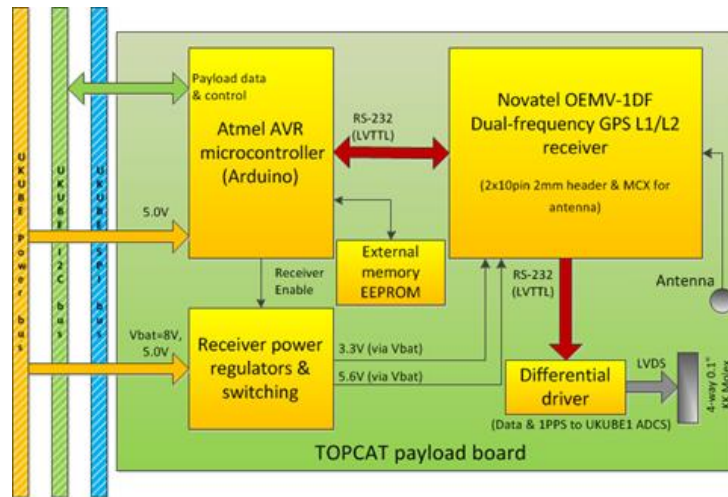 UKUBE Power bus
UKUBE I2C bus
UKUBE SPI bus
Payload data
& control
Atmel AVR
microcontroller
(Arduino)
RS-232
(LVTTL)
Novatel OEMV-1DF
Dual-frequency GPS L1/L2
receiver
(2x10pin 2mm header & MCX for
antenna)
5.0V
External
memory
EEPROM
Receiver
Enable
RS-232
(LVTTL)
Antenna
Vbat=8V,
5.0V
Receiver power
regulators &
switching
3.3V (via Vbat)
5.6V (via Vbat)
Differential
driver
LVDS
4-way 0.1"
KK Molex
(Data & 1PPS to UKUBE1 ADCS)
TOPCAT payload board